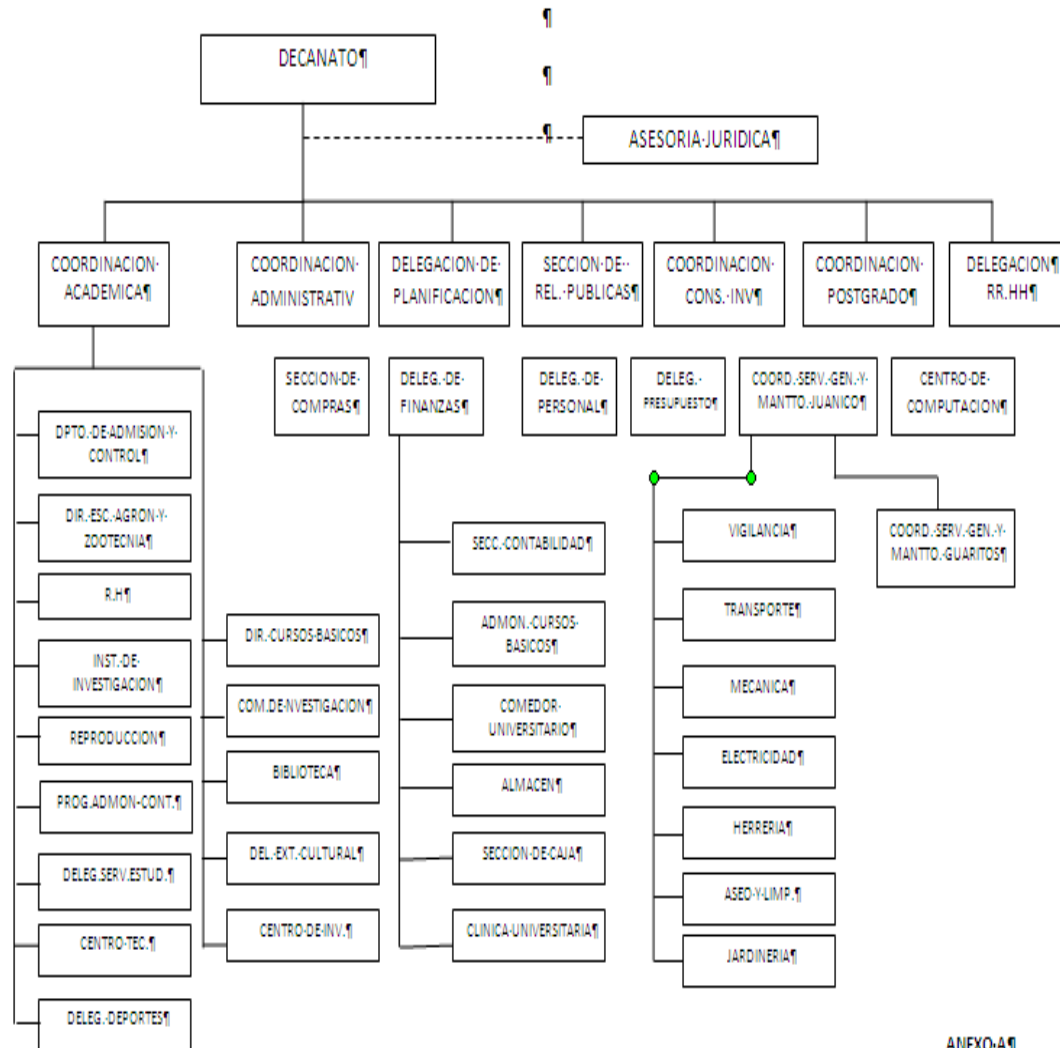 ¶
DECANATO¶
¶
¶
ASESORIA·JURIDICA¶
COORDINACION·
ACADEMICA¶
COORDINACION·
ADMINISTRATIV
DELEGACION·DE·
PLANIFICACION¶
SECCION·DE··
REL.·PUBLICAS¶
COORDINACION·
CONS.·INV¶
COORDINACION·
POSTGRADO¶
DELEGACION¶
RR.HH¶
SECCION·DE·
COMPRAS¶
DELEG.·DE·
FINANZAS¶
DELEG.·DE·
PERSONAL¶
DELEG.·
PRESUPUESTO¶
COORD.·SERV.·GEN.·Y·
MANTTO.·JUANICO¶
CENTRO·DE·
COMPUTACION¶
DPTO.·DE·ADMISION·Y·
CONTROL¶
DIR.·ESC.·AGRON·Y·
ZOOTECNIA¶
R.H¶
INST.·DE·
INVESTIGACION¶
REPRODUCCION¶
PROG.ADMON-CONT.¶
DELEG.SERV.ESTUD.¶
CENTRO·TEC.¶
DELEG.·DEPORTES¶
DIR.·CURSOS·BASICOS¶
COM.DE·NVESTIGACION¶
BIBLIOTECA¶
DEL.·EXT.·CULTURAL¶
CENTRO·DE·INV.¶
SECC.·CONTABILIDAD¶
ADMON.·CURSOS·
BASICOS¶
COMEDOR·
UNIVERSITARIO¶
ALMACEN¶
SECCION·DE·CAJA¶
CLINICA·UNIVERSITARIA¶
VIGILANCIA¶
TRANSPORTE¶
MECANICA¶
ELECTRICIDAD¶
HERRERIA¶
ASEO·Y·LIMP.¶
JARDINERIA¶
COORD.·SERV.·GEN.·Y·
MANTTO.·GUARITOS¶
ANEXO·A¶